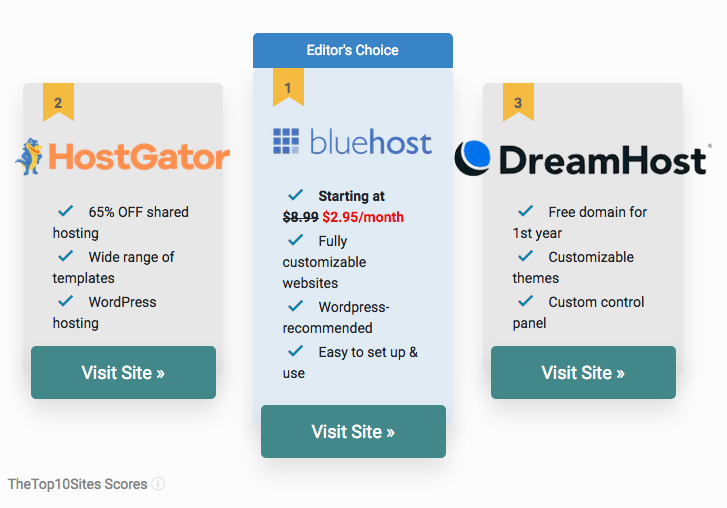 Editor's Choice
2
HostGator
65% OFF shared
hosting
Wide range of
templates
WordPress
hosting
Visit Site »
1
bluehost
Starting at
$8.99 $2.95/month
Fully
customizable
websites
Wordpress-
recommended
Easy to set up &
use
Visit Site »
3
DreamHost
Free domain for
1st year
Customizable
themes
Custom control
panel
Visit Site »
TheTop10Sites Scores